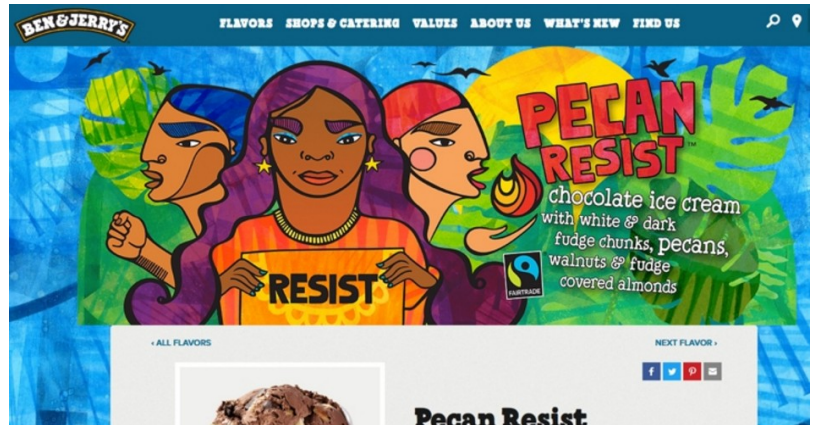 BEN & JERRY'S
FLAVORS SHOPS & CATERING VALUES ABOUT US WHAT'S NEW FIND US
PECAN
RESIST™
chocolate ice cream
with white & dark
fudge chunks, pecans,
walnuts & fudge
covered almonds
RESIST
FAIRTRADE
‹ ALL FLAVORS
NEXT FLAVOR ›
Pecan Resist